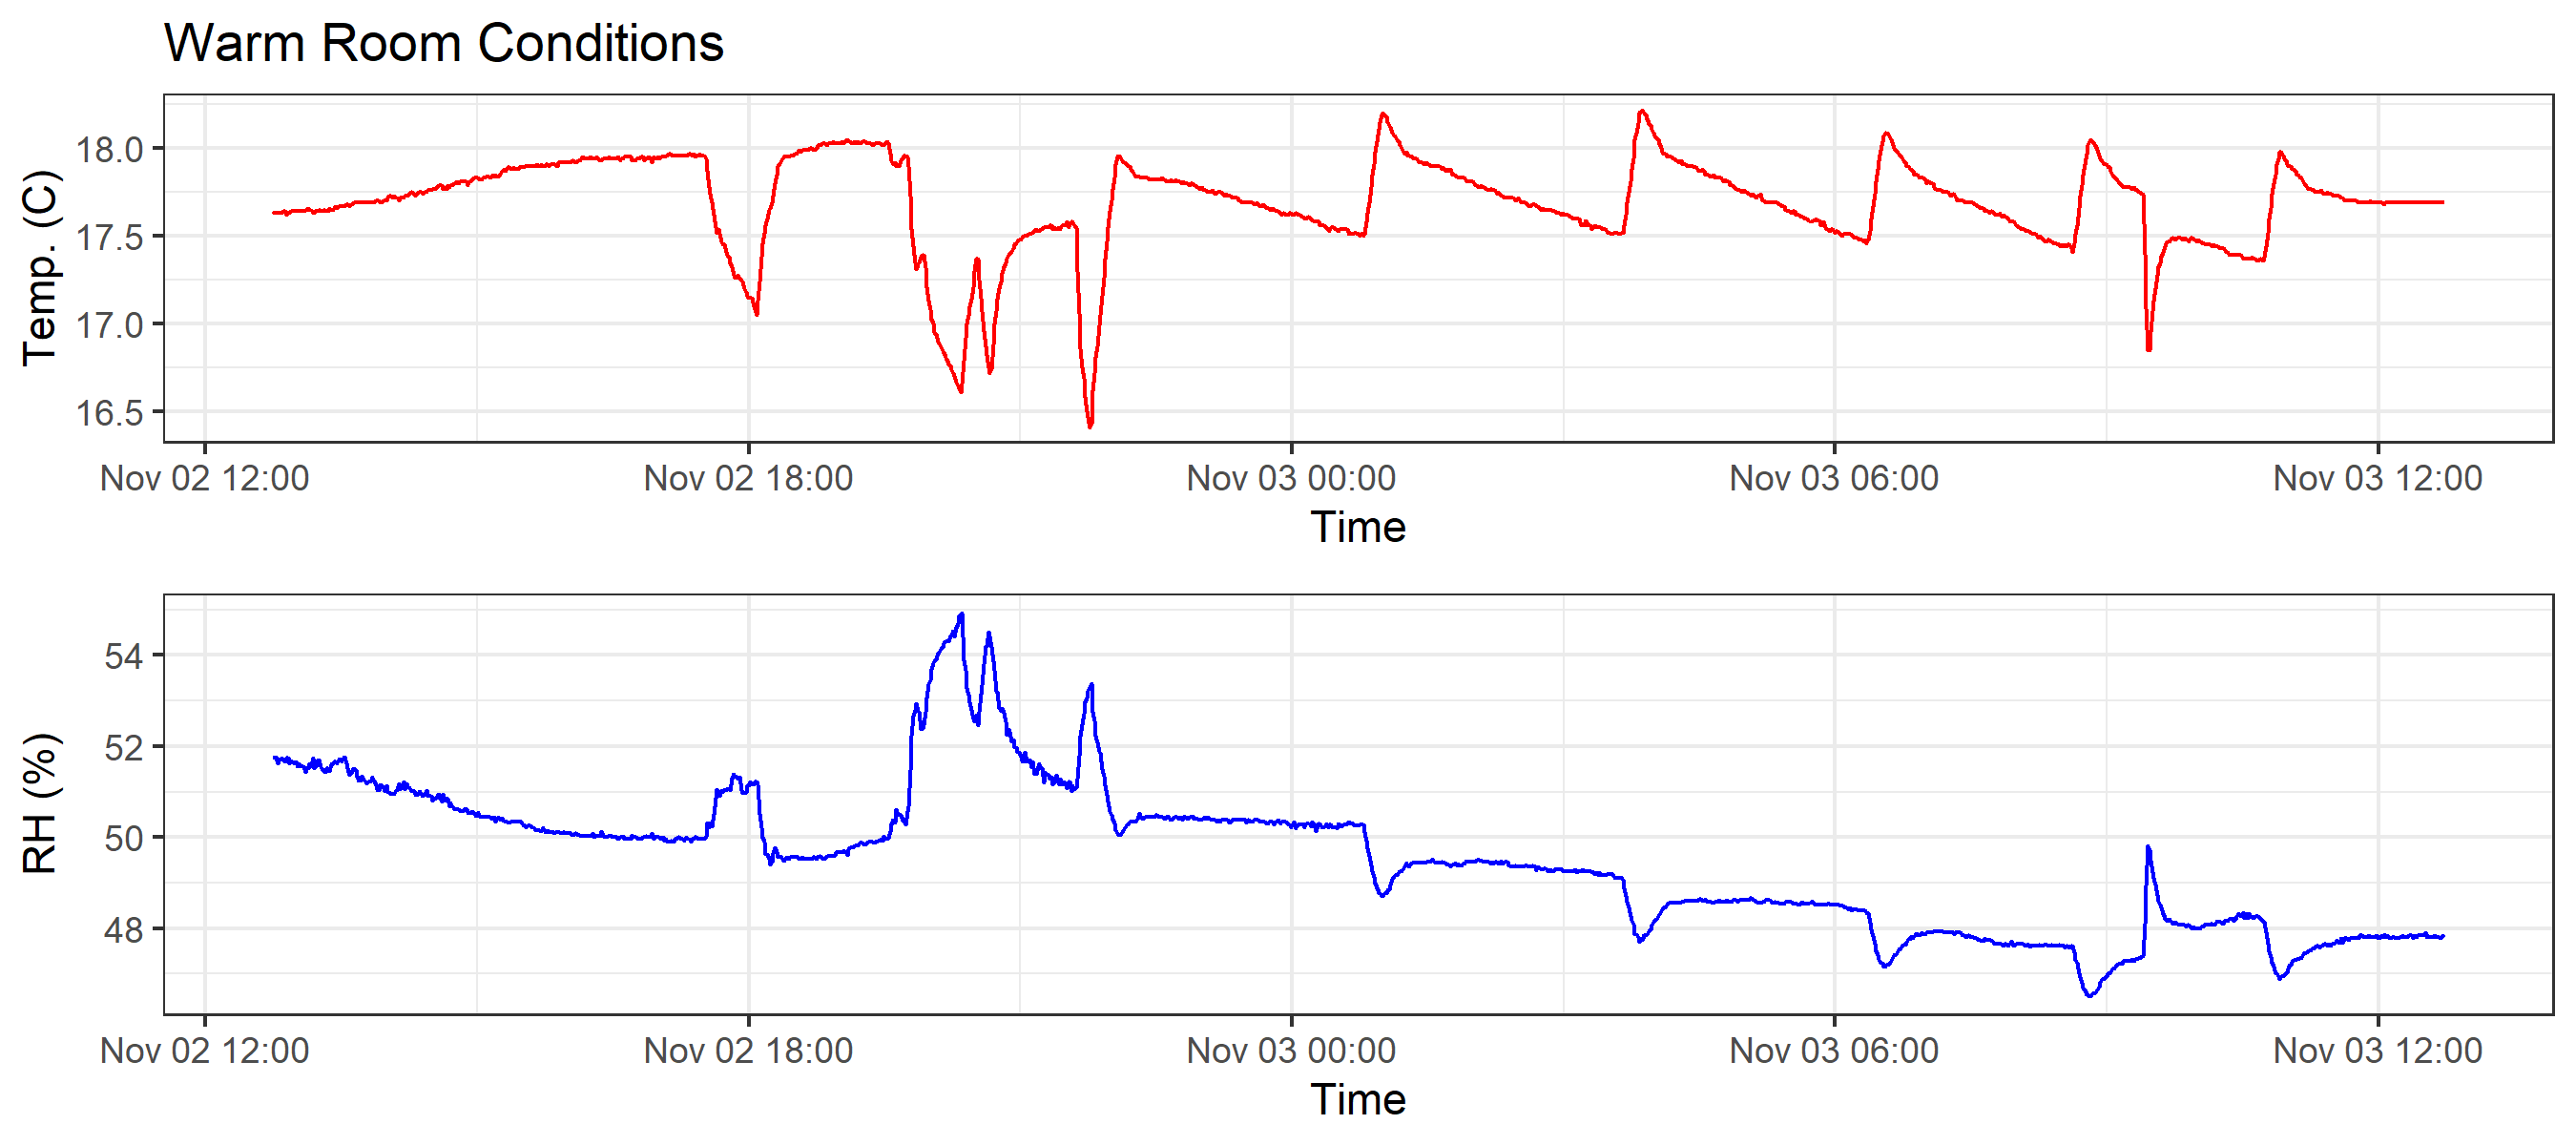 Warm Room Conditions
Temp. (C)
18.0
17.5
17.0
16.5
Nov 02 12:00 Nov 02 18:00 Nov 03 00:00 Nov 03 06:00 Nov 03 12:00
Time
RH (%)
54
52
50
48
Nov 02 12:00 Nov 02 18:00 Nov 03 00:00 Nov 03 06:00 Nov 03 12:00
Time